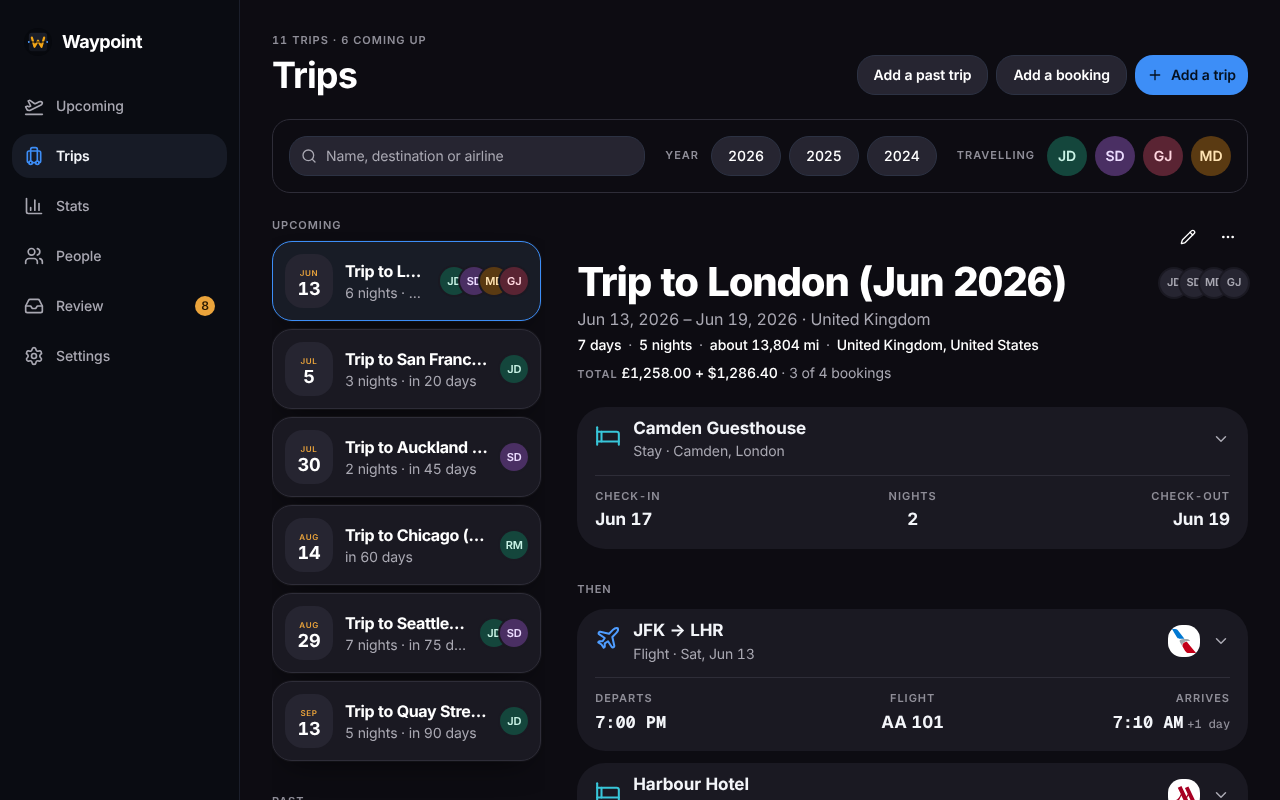 Waypoint
Upcoming
Trips
Stats
People
Review
8
Settings
11 TRIPS · 6 COMING UP
Trips
Add a past trip
Add a booking
+ Add a trip
Name, destination or airline
YEAR
2026
2025
2024
TRAVELLING
JD
SD
GJ
MD
UPCOMING
JUN
13
Trip to L...
6 nights · ...
GJ
JUL
5
Trip to San Franc...
3 nights · in 20 days
JD
JUL
30
Trip to Auckland ...
2 nights · in 45 days
SD
AUG
14
Trip to Chicago (...
in 60 days
RM
AUG
29
Trip to Seattle...
7 nights · in 75 d...
SD
SEP
13
Trip to Quay Stre...
5 nights · in 90 days
JD
Trip to London (Jun 2026)
GJ
Jun 13, 2026 – Jun 19, 2026 · United Kingdom
7 days · 5 nights · about 13,804 mi · United Kingdom, United States
TOTAL £1,258.00 + $1,286.40 · 3 of 4 bookings
Camden Guesthouse
Stay · Camden, London
CHECK-IN
NIGHTS
CHECK-OUT
Jun 17
2
Jun 19
THEN
JFK → LHR
Flight · Sat, Jun 13
DEPARTS
FLIGHT
ARRIVES
7:00 PM
AA 101
7:10 AM +1 day
Harbour Hotel